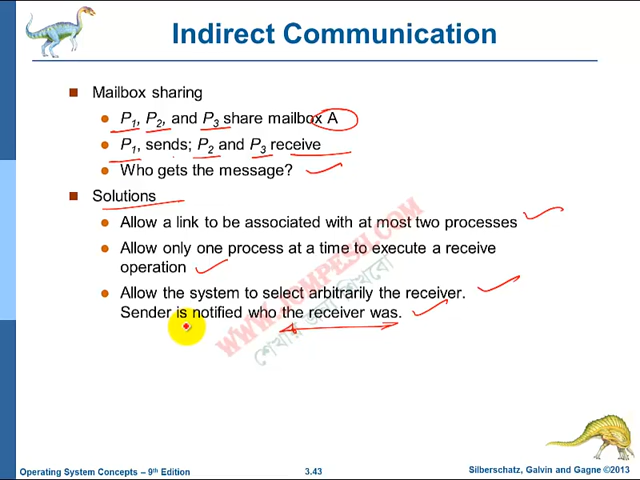 Indirect Communication
Mailbox sharing
P1, P2, and P3 share mailbox A
P1, sends; P2 and P3 receive
Who gets the message?
Solutions
Allow a link to be associated with at most two processes
Allow only one process at a time to execute a receive
operation
Allow the system to select arbitrarily the receiver.
Sender is notified who the receiver was.
WWW.JOMPESH.COM
শেখার জন্য লিখবো
Operating System Concepts – 9th Edition
3.43
Silberschatz, Galvin and Gagne ©2013